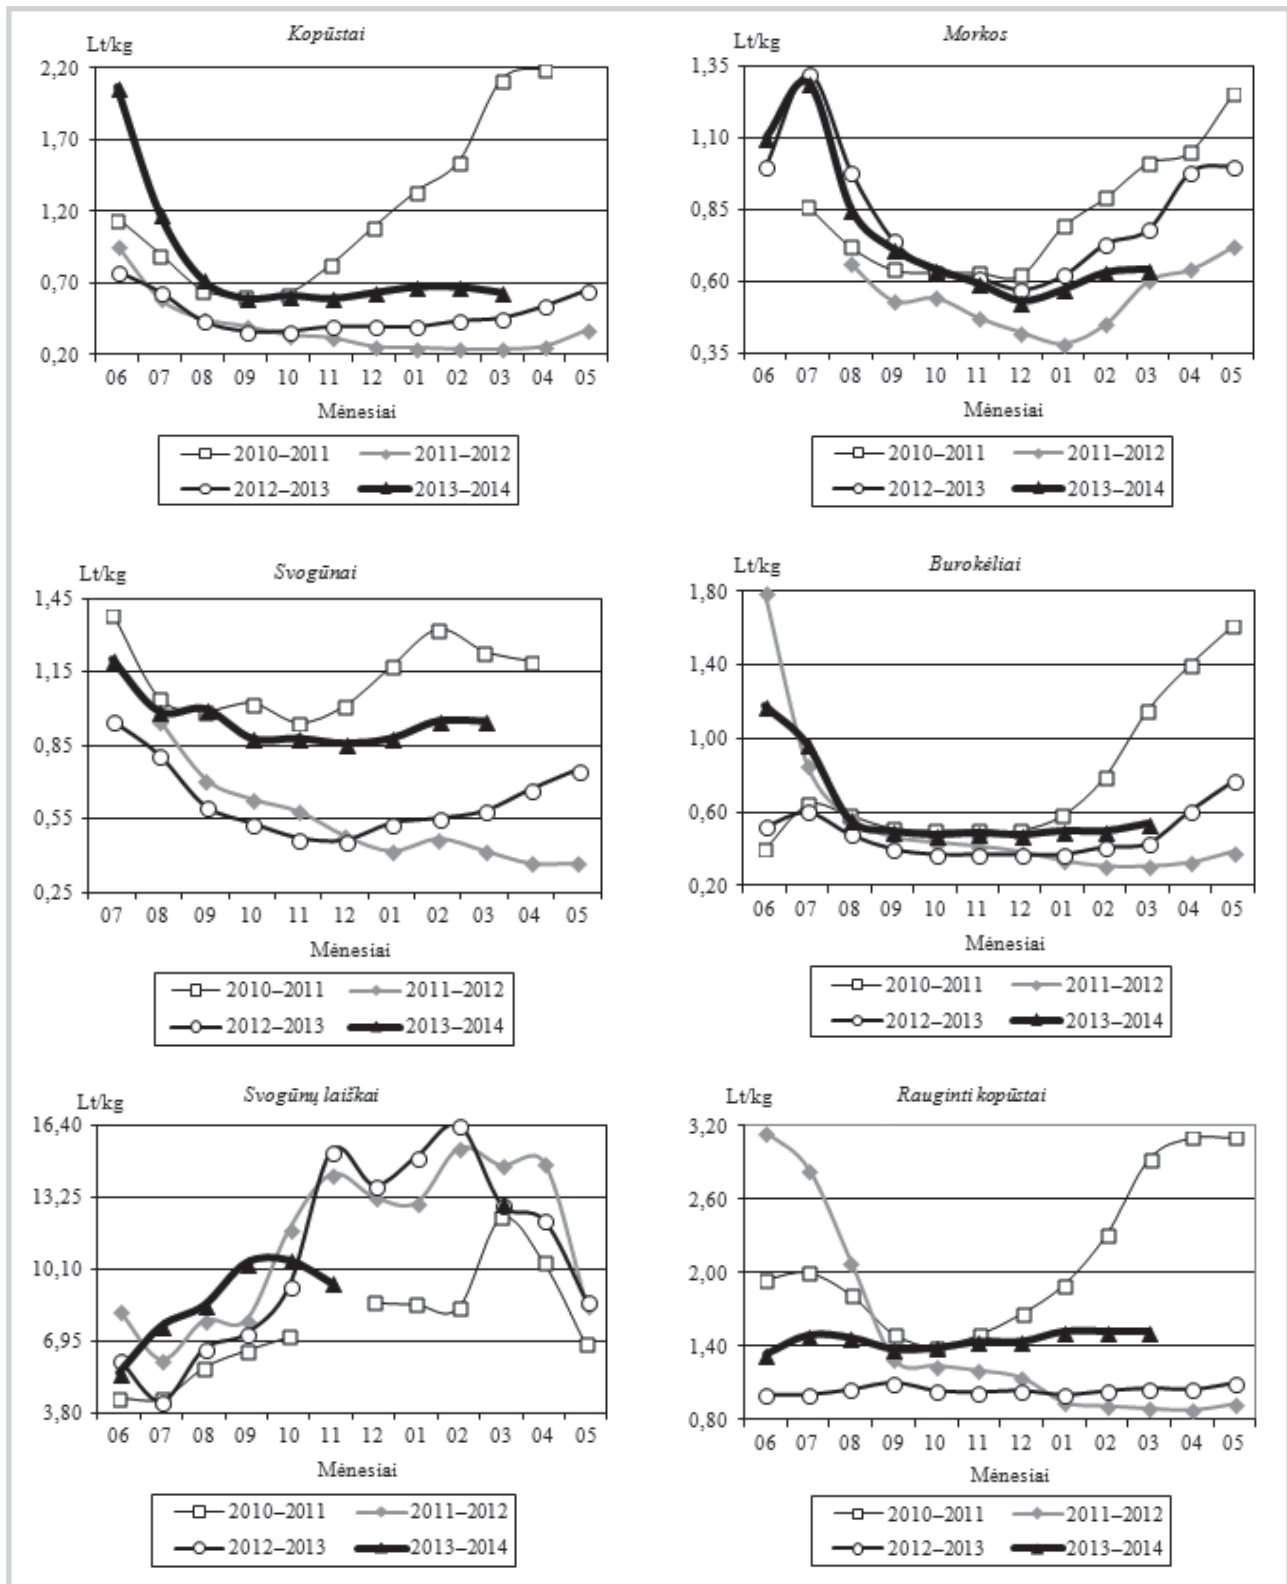 Kopūstai
Lt/kg
2,20
1,70
1,20
0,70
0,20
06 07 08 09 10 11 12 01 02 03 04 05
Mėnesiai
2010–2011 2011–2012
2012–2013 2013–2014
Morkos
Lt/kg
1,35
1,10
0,85
0,60
0,35
06 07 08 09 10 11 12 01 02 03 04 05
Mėnesiai
2010–2011 2011–2012
2012–2013 2013–2014
Svogūnai
Lt/kg
1,45
1,15
0,85
0,55
0,25
07 08 09 10 11 12 01 02 03 04 05
Mėnesiai
2010–2011 2011–2012
2012–2013 2013–2014
Burokėliai
Lt/kg
1,80
1,40
1,00
0,60
0,20
06 07 08 09 10 11 12 01 02 03 04 05
Mėnesiai
2010–2011 2011–2012
2012–2013 2013–2014
Svogūnų laiškai
Lt/kg
16,40
13,25
10,10
6,95
3,80
06 07 08 09 10 11 12 01 02 03 04 05
Mėnesiai
2010–2011 2011–2012
2012–2013 2013–2014
Rauginti kopūstai
Lt/kg
3,20
2,60
2,00
1,40
0,80
06 07 08 09 10 11 12 01 02 03 04 05
Mėnesiai
2010–2011 2011–2012
2012–2013 2013–2014